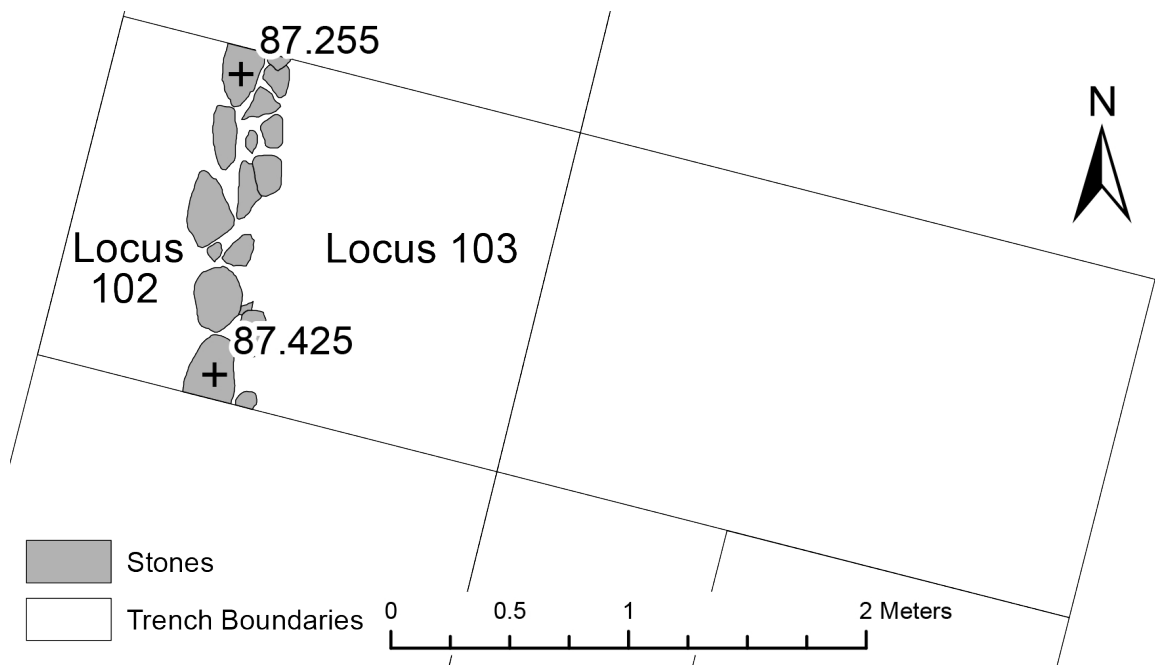 87.255
N
Locus
102
Locus 103
87.425
Stones
Trench Boundaries
0 0.5 1 2 Meters